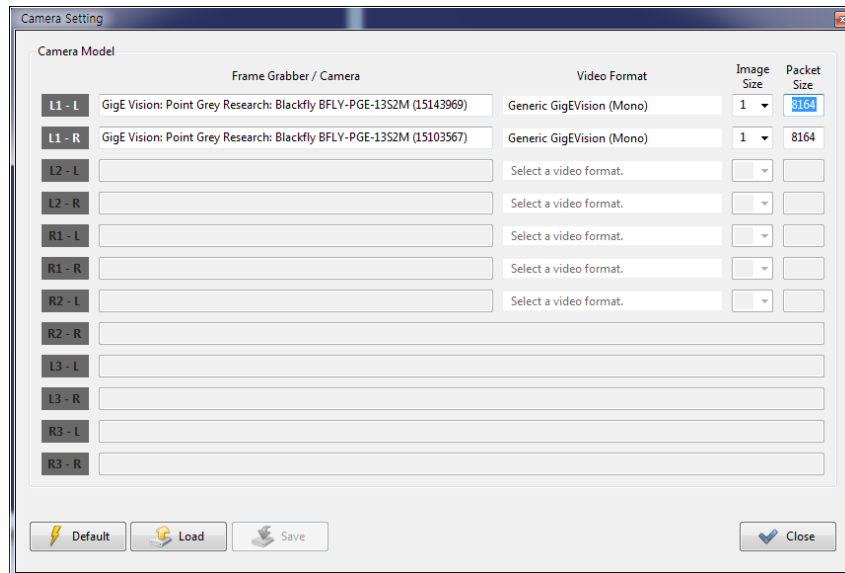 Camera Setting
Camera Model
Frame Grabber / Camera Video Format Image Size Packet Size
L1 - L GigE Vision: Point Grey Research: Blackfly BFLY-PGE-13S2M (15143969) Generic GigEVision (Mono) 1 8164
L1 - R GigE Vision: Point Grey Research: Blackfly BFLY-PGE-13S2M (15103567) Generic GigEVision (Mono) 1 8164
L2 - L Select a video format.
L2 - R Select a video format.
R1 - L Select a video format.
R1 - R Select a video format.
R2 - L Select a video format.
R2 - R
L3 - L
L3 - R
R3 - L
R3 - R
Default Load Save Close